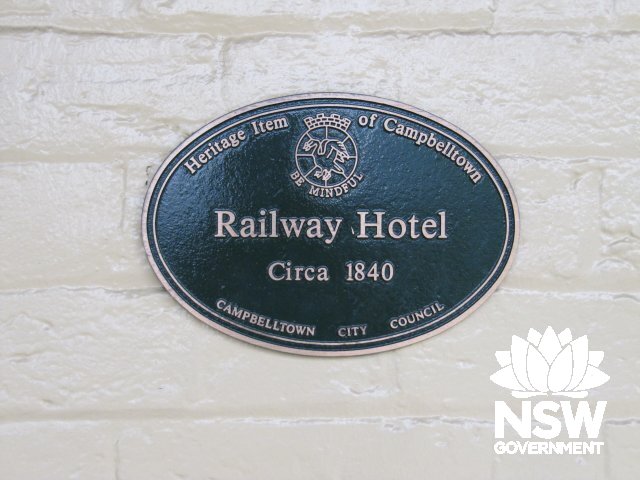 Heritage Item of Campbelltown
BE MINDFUL
Railway Hotel
Circa 1840
CAMPBELLTOWN CITY COUNCIL
NSW
GOVERNMENT